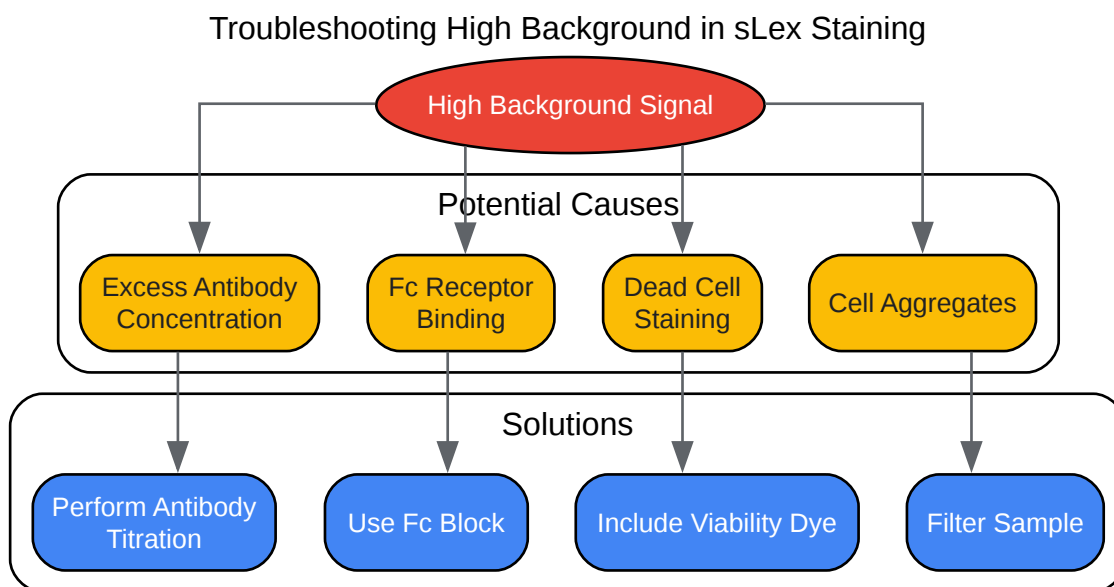 Troubleshooting High Background in sLex Staining
High Background Signal
Potential Causes
Excess Antibody
Concentration
Fc Receptor
Binding
Dead Cell
Staining
Cell Aggregates
Solutions
Perform Antibody
Titration
Use Fc Block
Include Viability Dye
Filter Sample